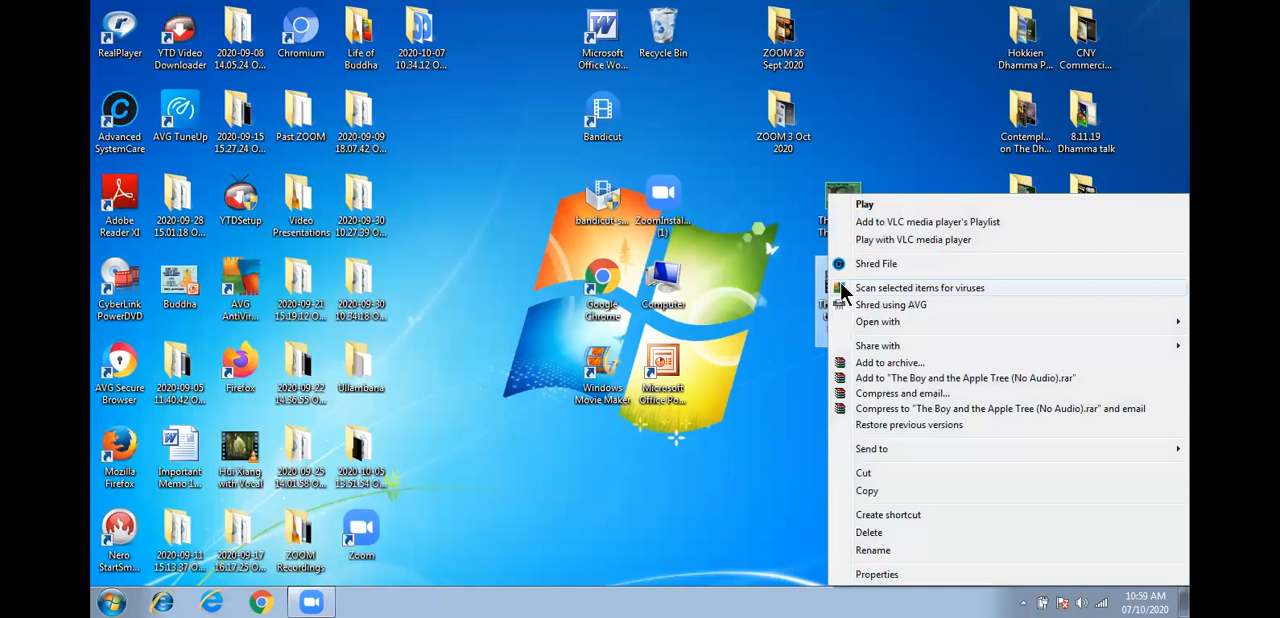 RealPlayer
YTD Video
Downloader
2020-09-08
14.05.24 O...
Chromium
Life of
Buddha
2020-10-07
10.34.12 O...
Microsoft
Office Wo...
Recycle Bin
ZOOM 26
Sept 2020
Hokkien
Dhamma P...
CNY
Commerci...
Advanced
SystemCare
AVG TuneUp
2020-09-15
15.27.24 O...
Past ZOOM
2020-09-09
18.07.42 O...
Bandicut
ZOOM 3 Oct
2020
Contempl...
on The Dh...
8.11.19
Dhamma talk
Adobe
Reader XI
2020-09-28
15.01.18 O...
YTDSetup
Video
Presentations
2020-09-30
10.27.39 O...
bandicut-s...
ZoomInstal...
(1)
CyberLink
PowerDVD
Buddha
AVG
AntiVir...
2020-09-21
15.19.12 O...
2020-09-30
10.34.18 O...
Google
Chrome
Computer
AVG Secure
Browser
2020-09-05
11.40.42 O...
Firefox
2020-09-22
14.36.55 O...
Ullambana
Windows
Movie Maker
Microsoft
Office Po...
Mozilla
Firefox
Important
Memo 1...
Hui Xiang
with Vocal
2020-09-25
14.01.58 O...
2020-10-05
13.51.54 O...
Nero
StartSm...
2020-09-11
15.13.37 O...
2020-09-17
16.17.25 O...
ZOOM
Recordings
Zoom
Play
Add to VLC media player's Playlist
Play with VLC media player
Shred File
Scan selected items for viruses
Shred using AVG
Open with
Share with
Add to archive...
Add to "The Boy and the Apple Tree (No Audio).rar"
Compress and email...
Compress to "The Boy and the Apple Tree (No Audio).rar" and email
Restore previous versions
Send to
Cut
Copy
Create shortcut
Delete
Rename
Properties
10:59 AM
07/10/2020